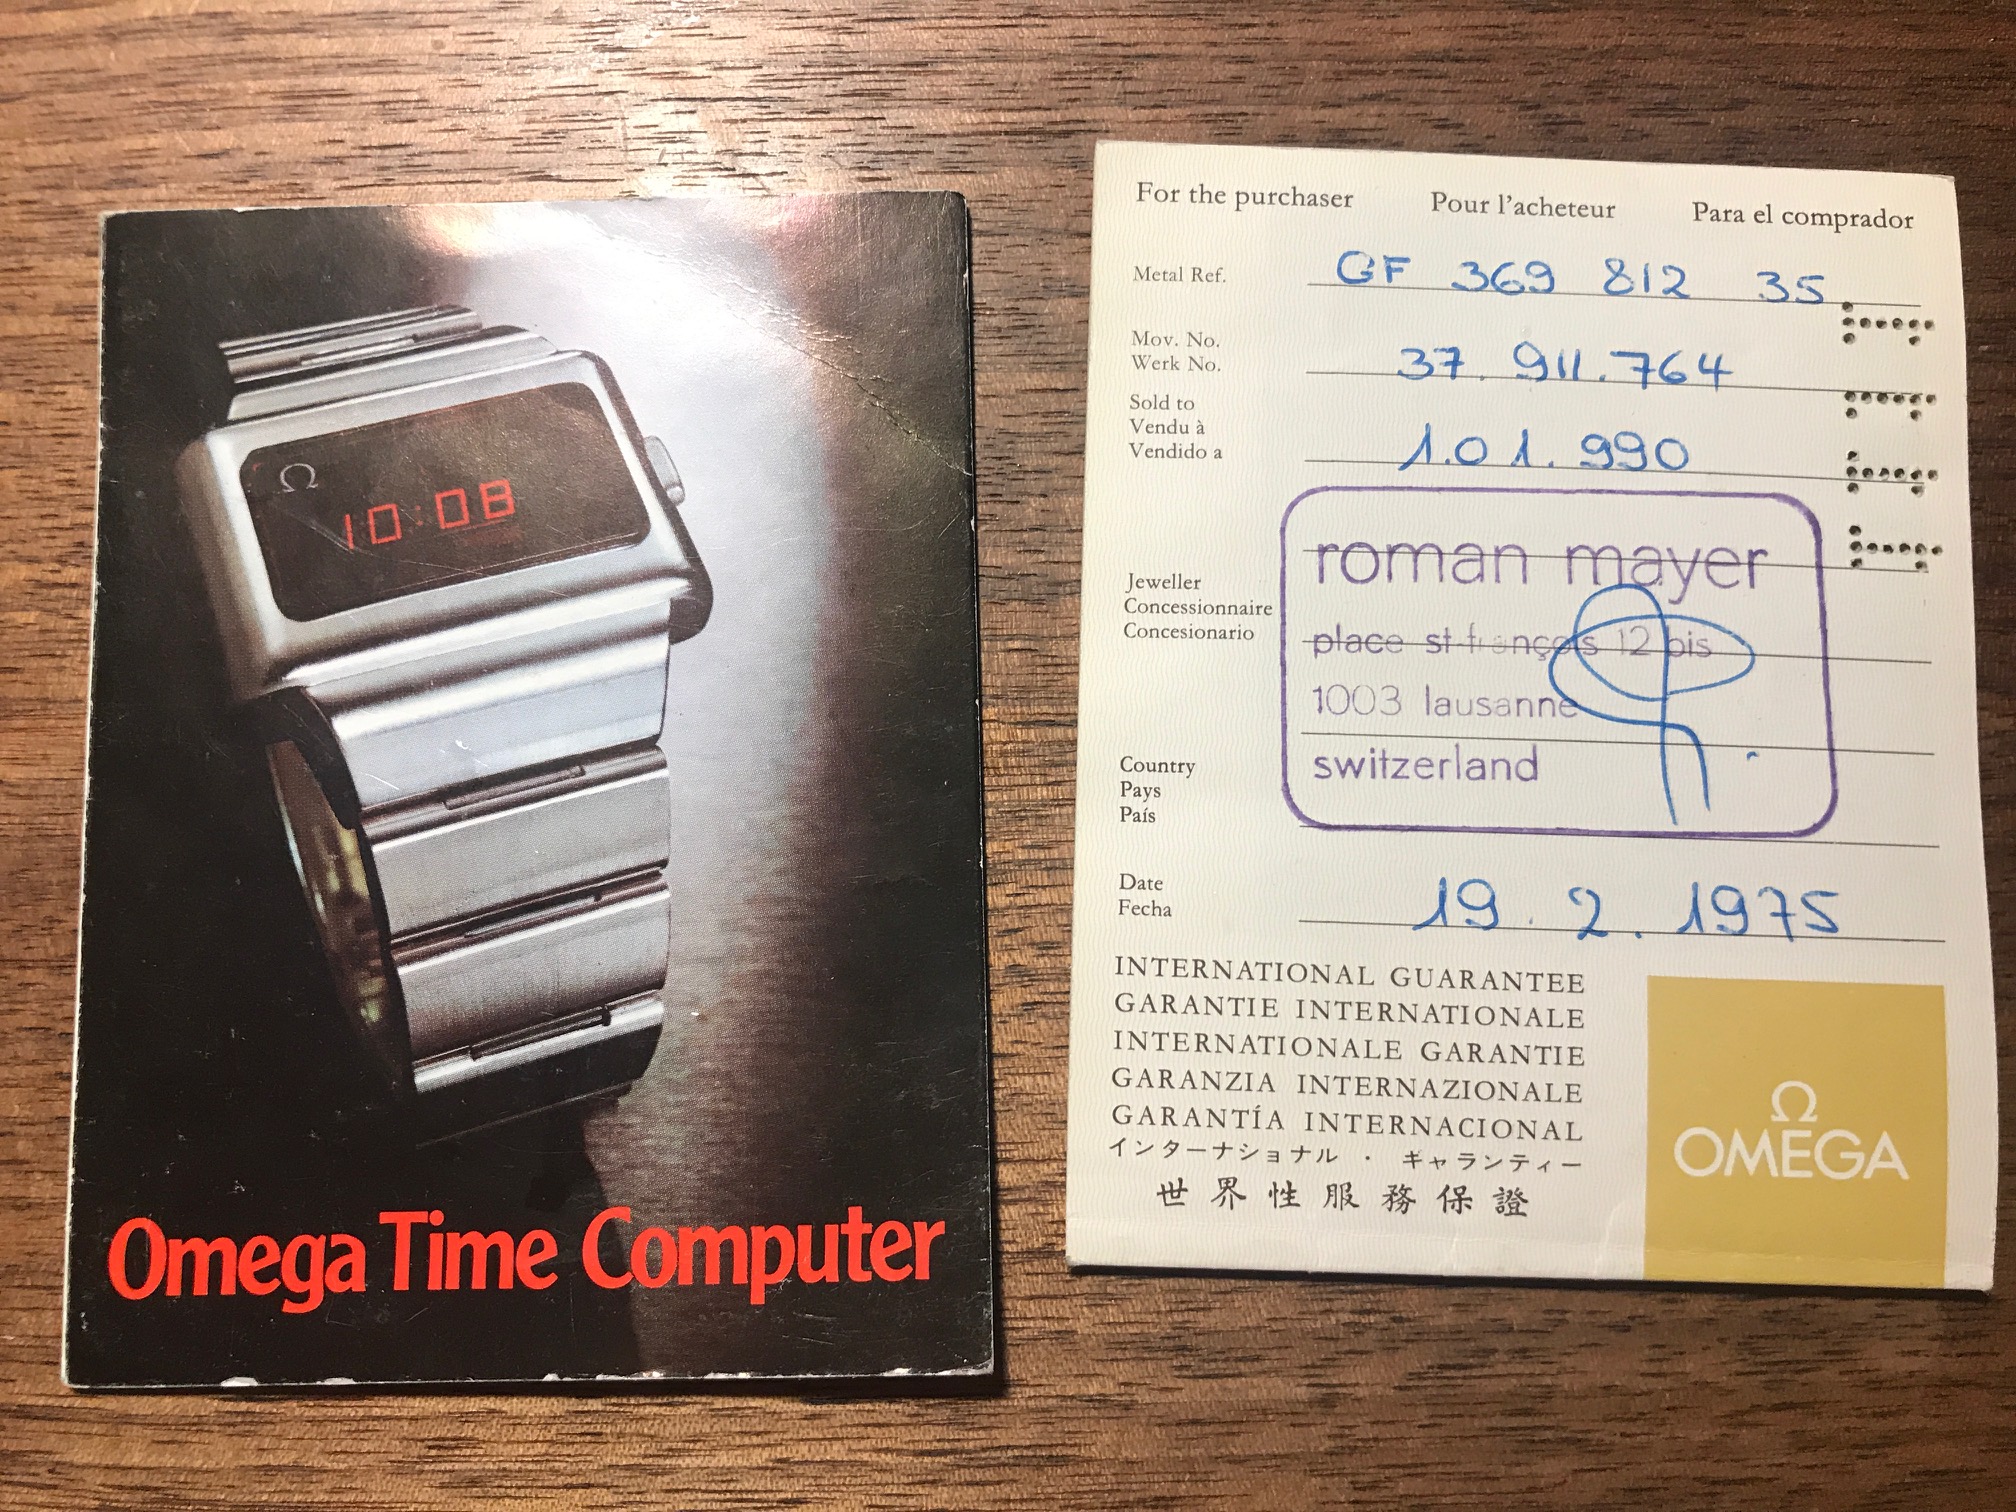 Ω
10:08
Omega Time Computer
For the purchaser Pour l'acheteur Para el comprador
Metal Ref. GF 369 812 35
Mov. No.
Werk No. 37.911.764
Sold to
Vendu à
Vendido a 1.01.990
roman mayer
Jeweller
Concessionnaire
Concesionario
place st-françois 12 bis
1003 lausanne
switzerland
Country
Pays
País
Date
Fecha 19.2.1975
INTERNATIONAL GUARANTEE
GARANTIE INTERNATIONALE
INTERNATIONALE GARANTIE
GARANZIA INTERNAZIONALE
GARANTÍA INTERNACIONAL
インターナショナル・ギャランティー
世界性服務保證
Ω
OMEGA